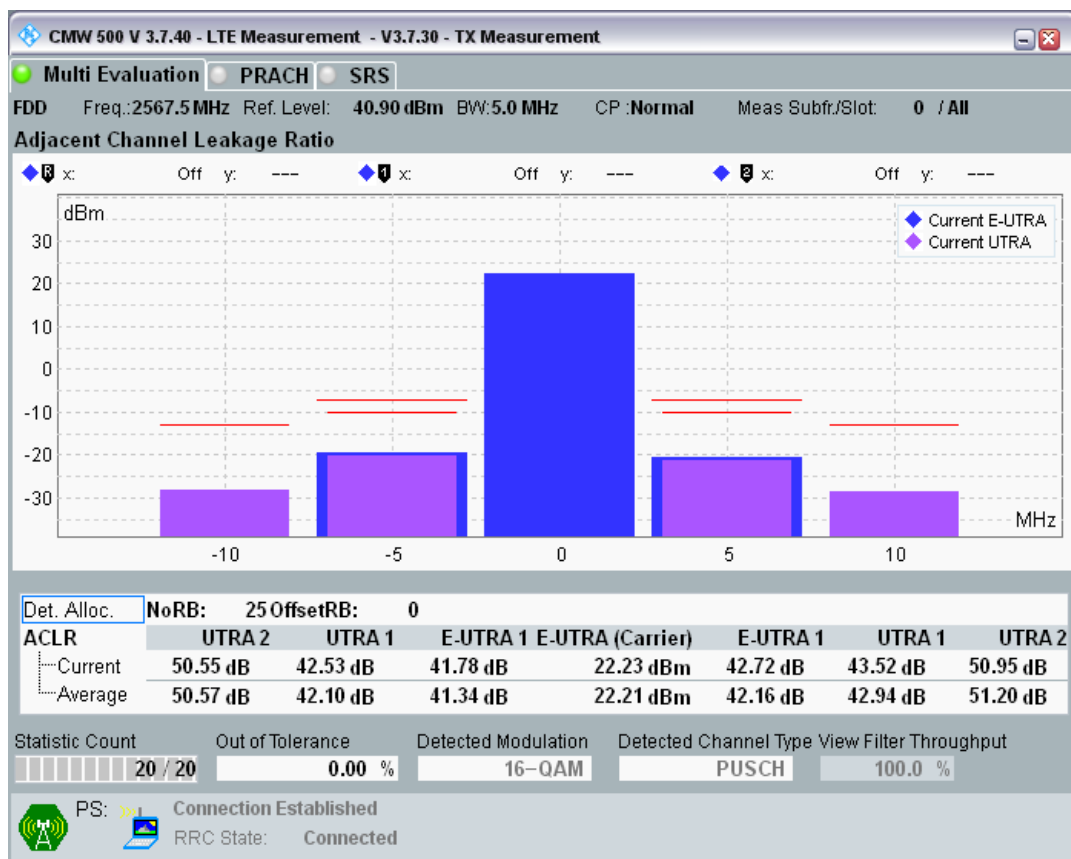 CMW 500 V 3.7.40 - LTE Measurement - V3.7.30 - TX Measurement
Multi Evaluation PRACH SRS
FDD Freq.:2567.5 MHz Ref. Level: 40.90 dBm BW:5.0 MHz CP :Normal Meas Subfr./Slot: 0 / All
Adjacent Channel Leakage Ratio
R x: Off y: --- 1 x: Off y: --- 2 x: Off y: ---
dBm
Current E-UTRA
Current UTRA
30
20
10
0
-10
-20
-30
MHz
-10 -5 0 5 10
Det. Alloc. NoRB: 25 OffsetRB: 0
ACLR UTRA 2 UTRA 1 E-UTRA 1 E-UTRA (Carrier) E-UTRA 1 UTRA 1 UTRA 2
Current 50.55 dB 42.53 dB 41.78 dB 22.23 dBm 42.72 dB 43.52 dB 50.95 dB
Average 50.57 dB 42.10 dB 41.34 dB 22.21 dBm 42.16 dB 42.94 dB 51.20 dB
Statistic Count Out of Tolerance Detected Modulation Detected Channel Type View Filter Throughput
20 / 20 0.00 % 16-QAM PUSCH 100.0 %
PS: Connection Established
RRC State: Connected